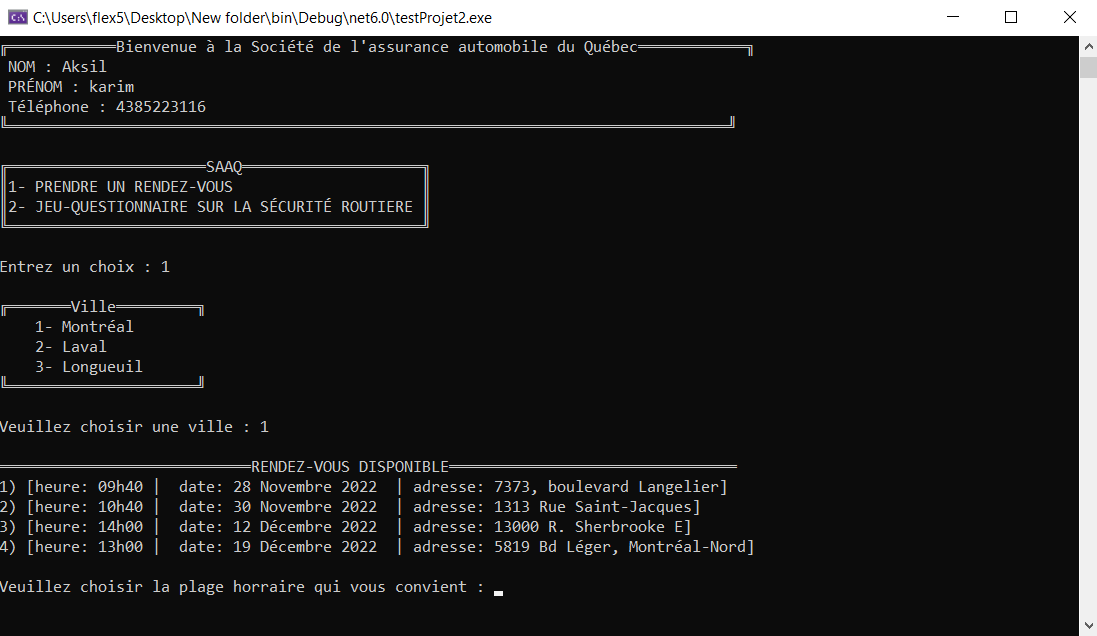 C:\Users\flex5\Desktop\New folder\bin\Debug\net6.0\testProjet2.exe
Bienvenue à la Société de l'assurance automobile du Québec
NOM : Aksil
PRÉNOM : karim
Téléphone : 4385223116
SAAQ
1- PRENDRE UN RENDEZ-VOUS
2- JEU-QUESTIONNAIRE SUR LA SÉCURITÉ ROUTIERE
Entrez un choix : 1
Ville
1- Montréal
2- Laval
3- Longueuil
Veuillez choisir une ville : 1
RENDEZ-VOUS DISPONIBLE
1) [heure: 09h40 | date: 28 Novembre 2022 | adresse: 7373, boulevard Langelier]
2) [heure: 10h40 | date: 30 Novembre 2022 | adresse: 1313 Rue Saint-Jacques]
3) [heure: 14h00 | date: 12 Décembre 2022 | adresse: 13000 R. Sherbrooke E]
4) [heure: 13h00 | date: 19 Décembre 2022 | adresse: 5819 Bd Léger, Montréal-Nord]
Veuillez choisir la plage horraire qui vous convient :